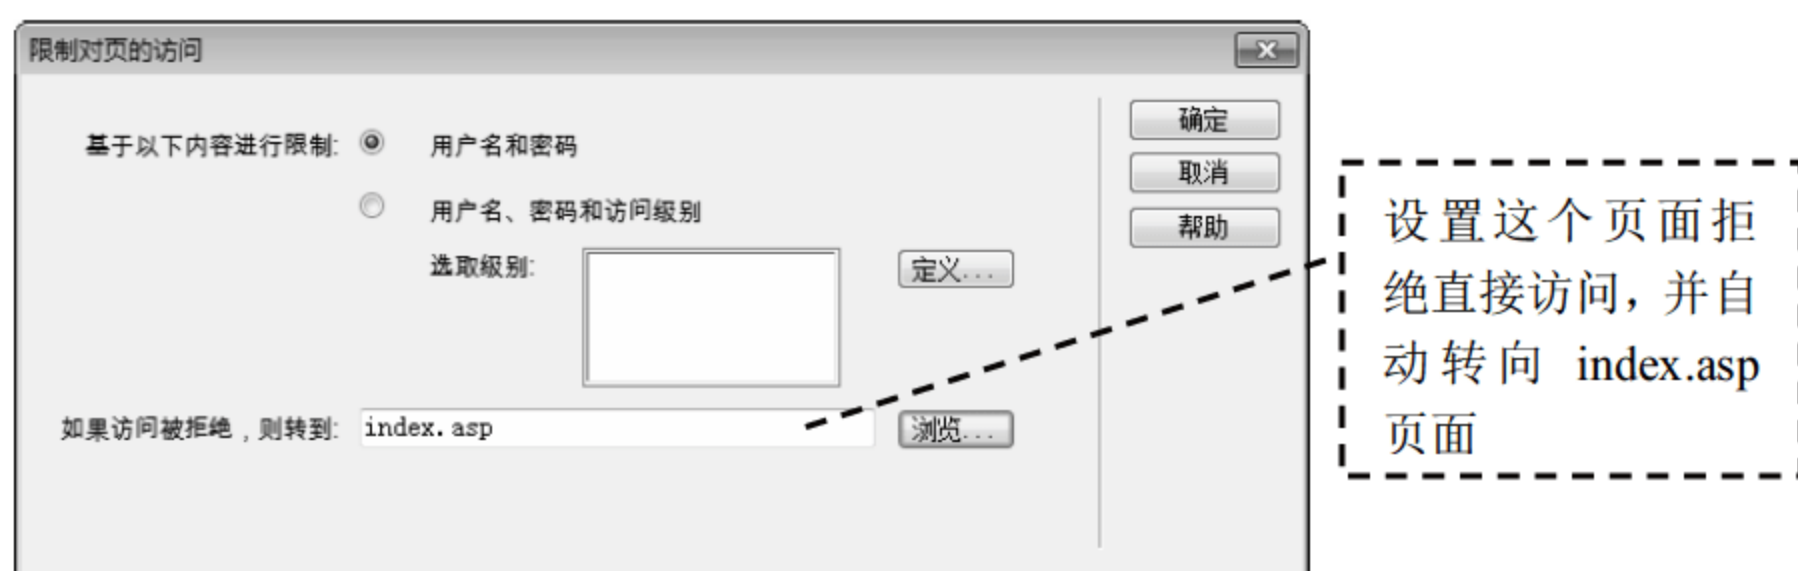 限制对页的访问
基于以下内容进行限制: 用户名和密码
用户名、密码和访问级别
选取级别: 定义...
如果访问被拒绝，则转到: index.asp 浏览...
确定
取消
帮助
设置这个页面拒
绝直接访问，并自
动转向 index.asp
页面